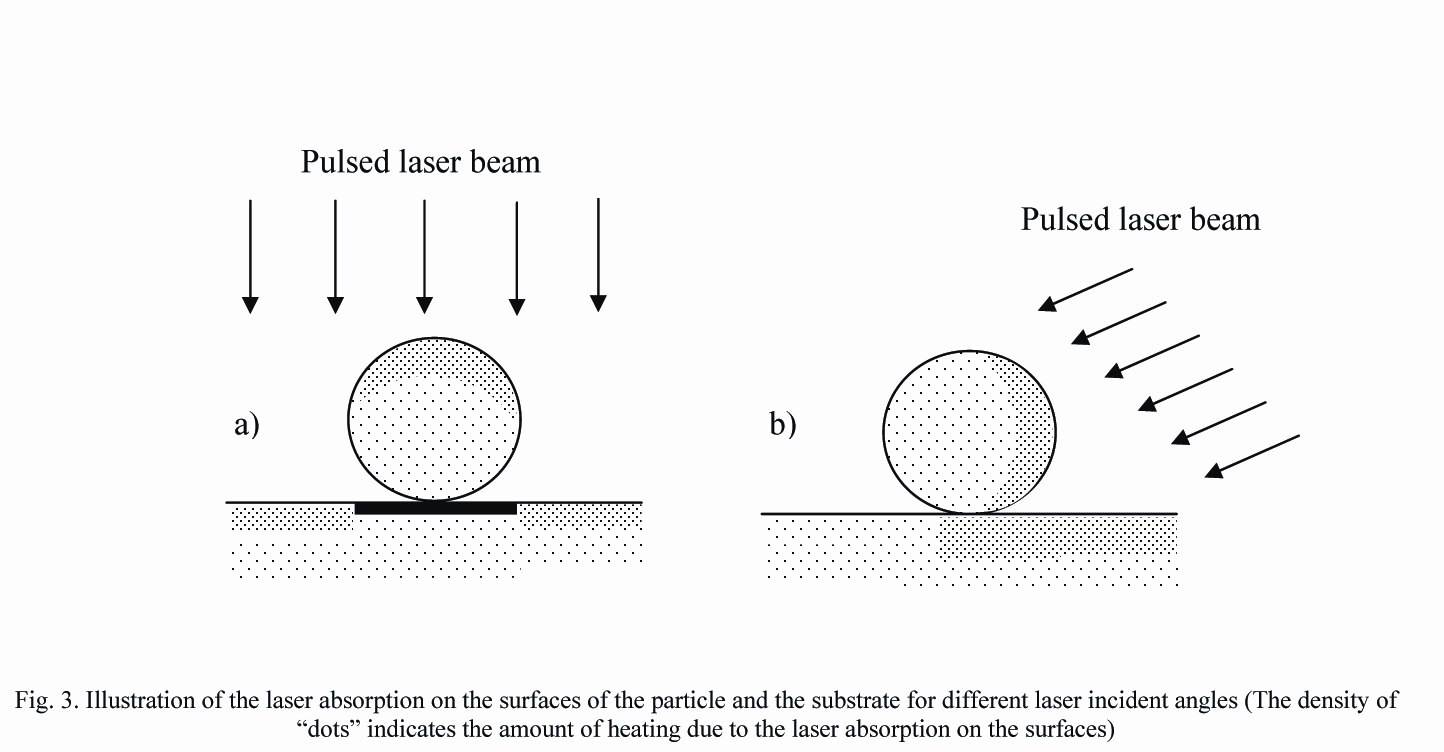 Pulsed laser beam
Pulsed laser beam
a)
b)
Fig. 3. Illustration of the laser absorption on the surfaces of the particle and the substrate for different laser incident angles (The density of
“dots” indicates the amount of heating due to the laser absorption on the surfaces)